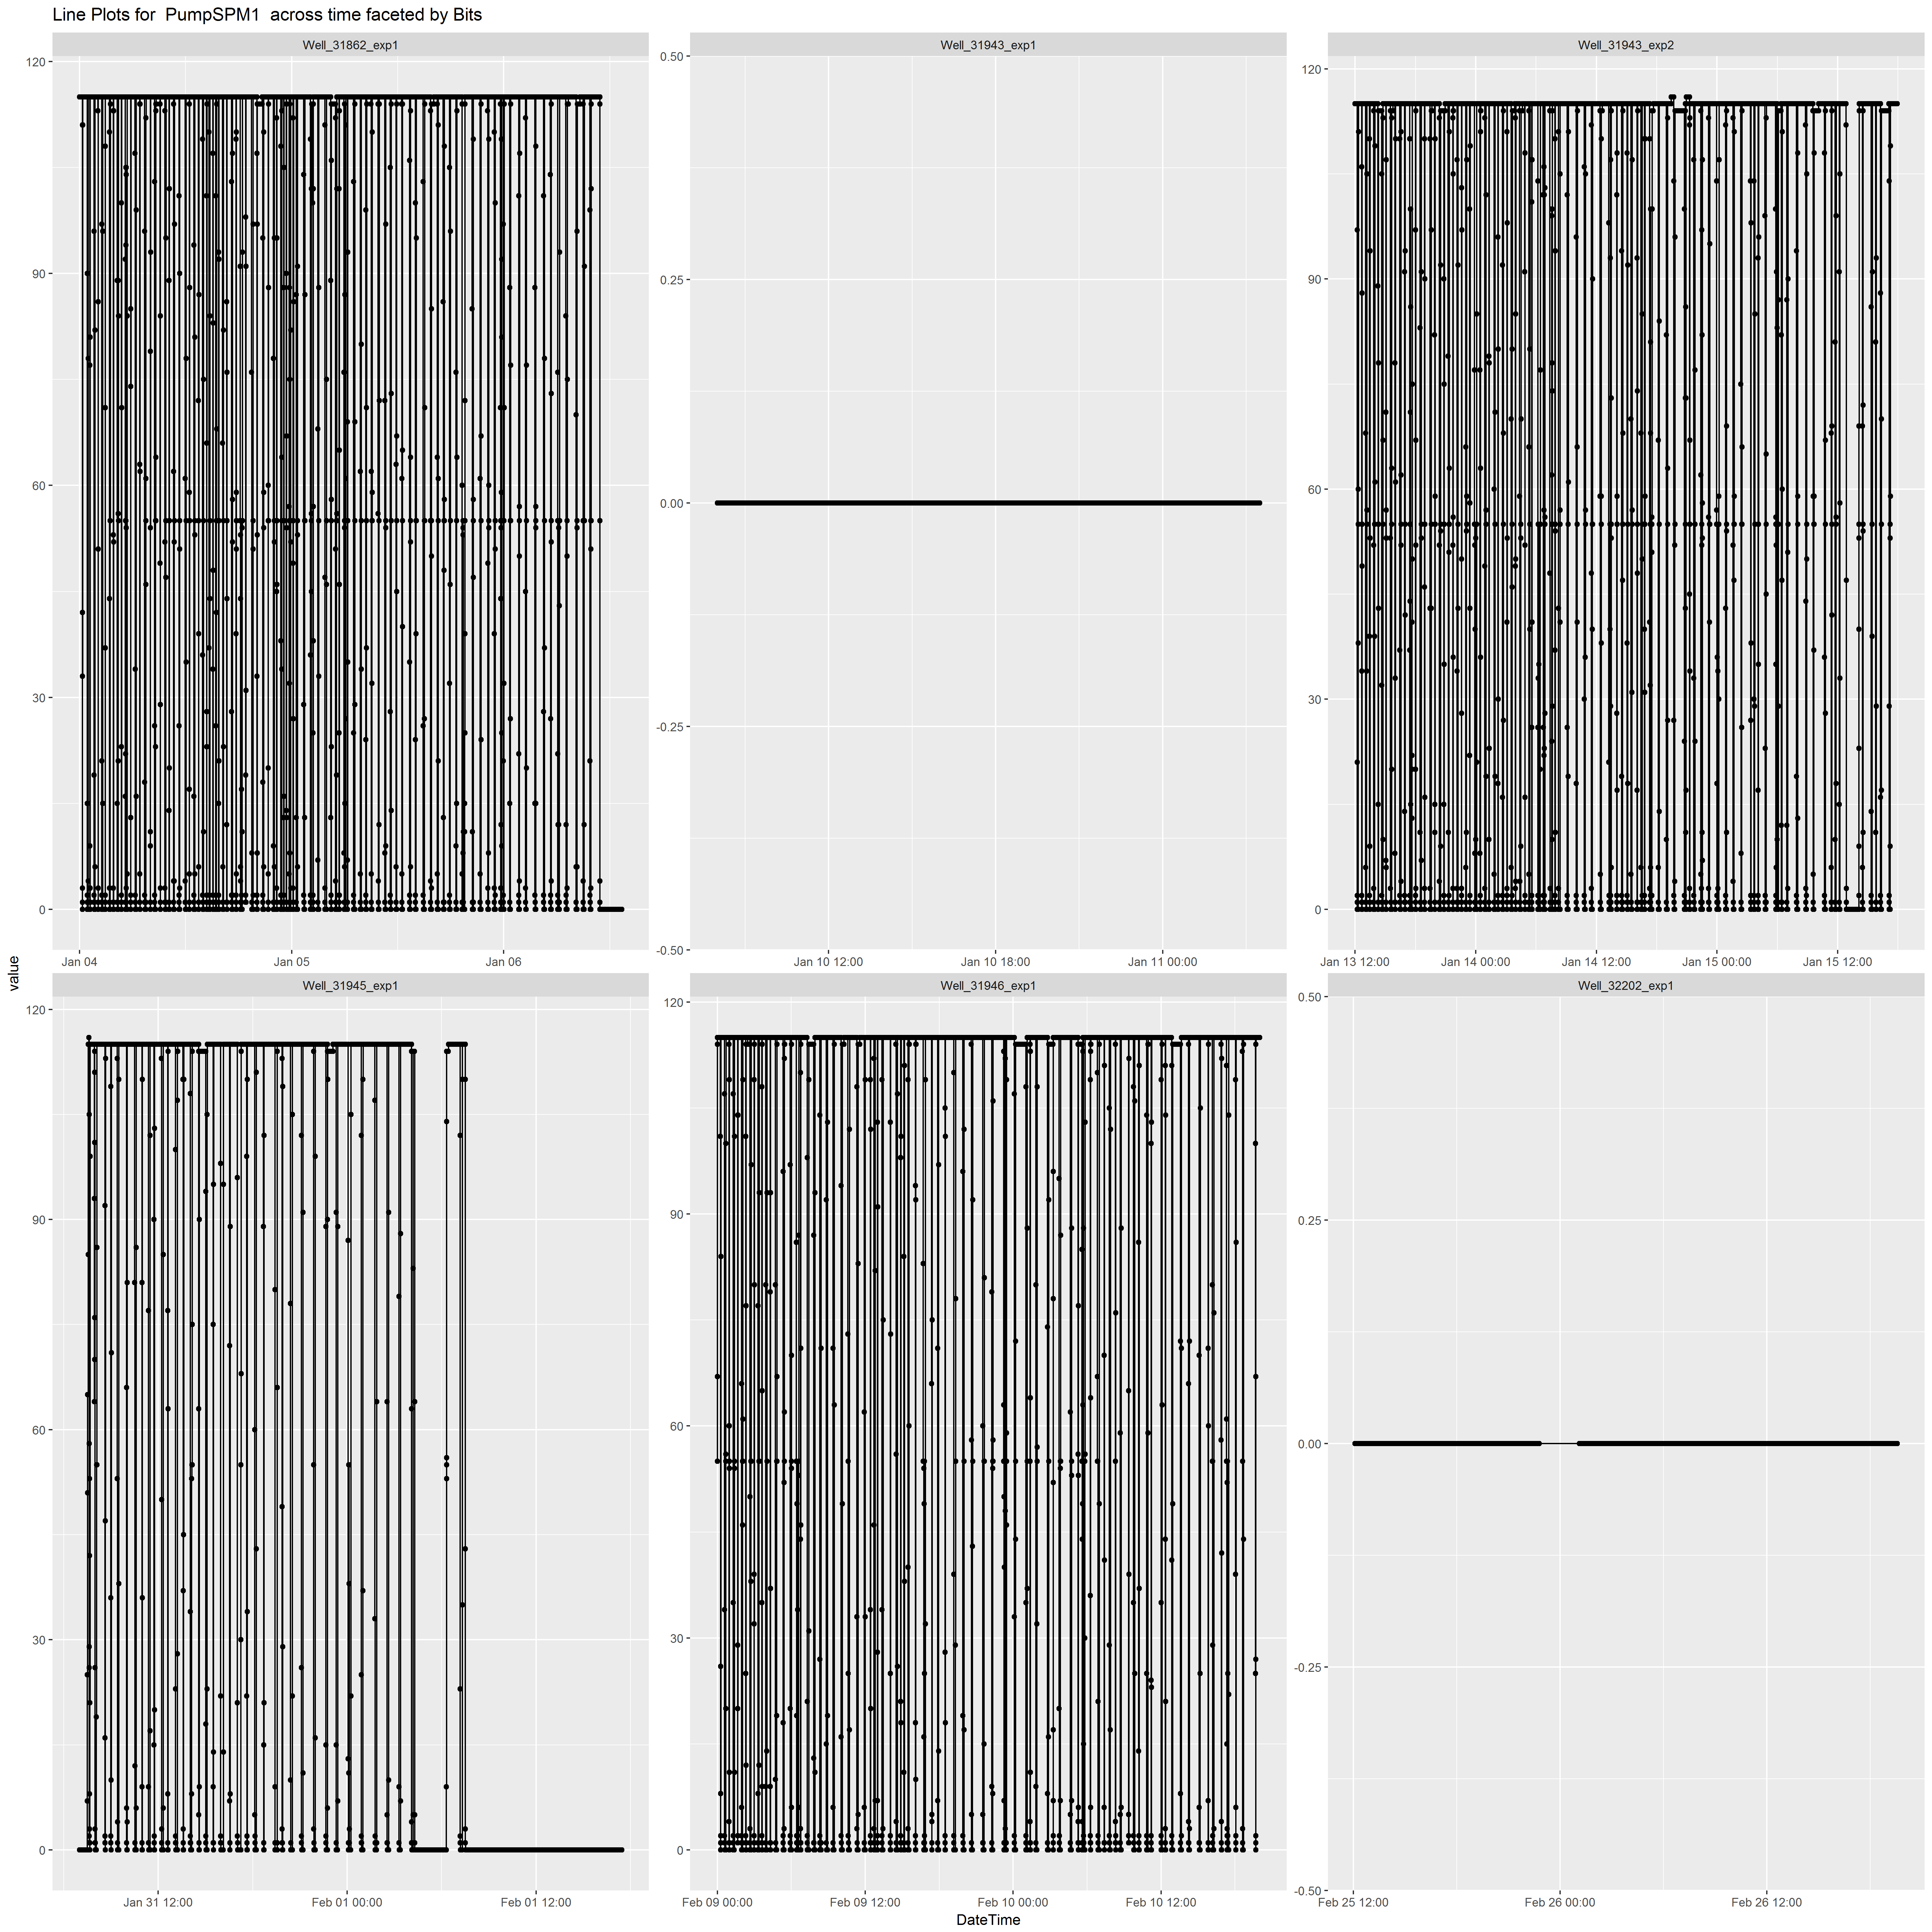 Line Plots for  PumpSPM1  across time faceted by Bits
Well_31862_exp1
Well_31943_exp1
Well_31943_exp2
120
90
60
30
0
0.50
0.25
0.00
-0.25
-0.50
120
90
60
30
0
Jan 04
Jan 05
Jan 06
Jan 10 12:00
Jan 10 18:00
Jan 11 00:00
Jan 13 12:00
Jan 14 00:00
Jan 14 12:00
Jan 15 00:00
Jan 15 12:00
value
Well_31945_exp1
Well_31946_exp1
Well_32202_exp1
120
90
60
30
0
120
90
60
30
0
0.50
0.25
0.00
-0.25
-0.50
Jan 31 12:00
Feb 01 00:00
Feb 01 12:00
Feb 09 00:00
Feb 09 12:00
Feb 10 00:00
Feb 10 12:00
Feb 25 12:00
Feb 26 00:00
Feb 26 12:00
DateTime